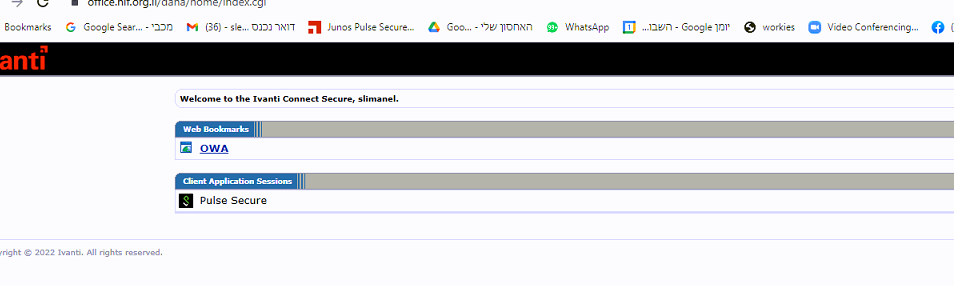 office.nif.org.il/dana/home/index.cgi
Bookmarks Google Sear... - מכבי (36) - sle... דואר נכנס Junos Pulse Secure... Goo... - האחסון שלי WhatsApp יומן Google - חשבו... workies Video Conferencing...
vanti
Welcome to the Ivanti Connect Secure, slimanel.
Web Bookmarks
OWA
Client Application Sessions
Pulse Secure
yright © 2022 Ivanti. All rights reserved.